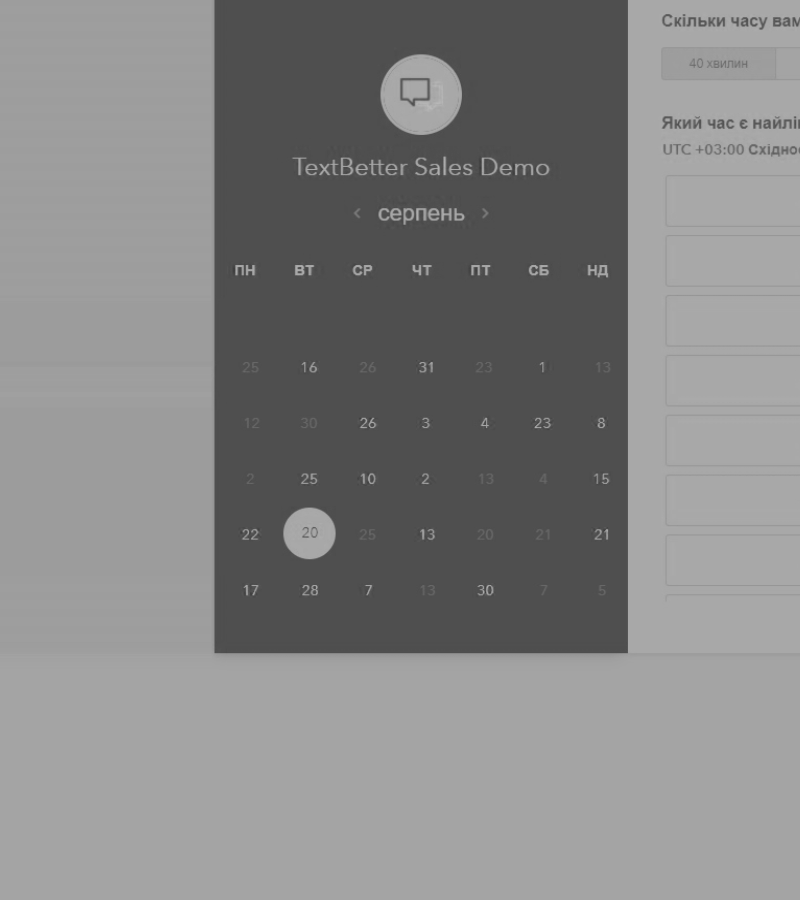 TextBetter Sales Demo
серпень
ПН ВТ СР ЧТ ПТ СБ НД
25 16 26 31 23 1 13
12 30 26 3 4 23 8
2 25 10 2 13 4 15
22 20 25 13 20 21 21
17 28 7 13 30 7 5
Скільки часу вам
40 хвилин
Який час є найлі
UTC +03:00 Східно